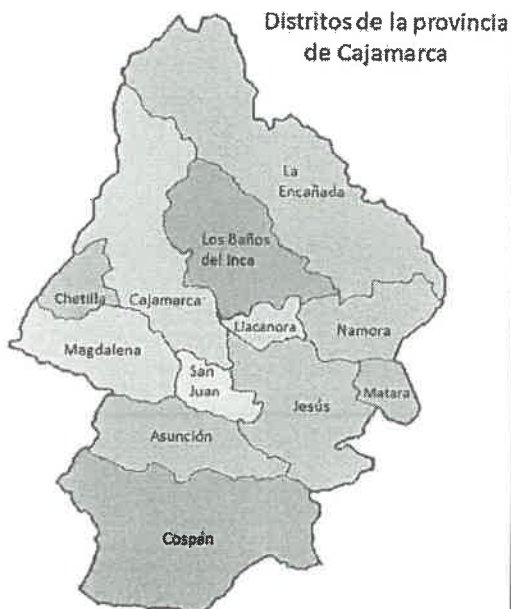 Distritos de la provincia
de Cajamarca
La
Encañada
Los Baños
del Inca
Chetilla
Cajamarca
Llacanora
Namora
Magdalena
San
Juan
Jesús
Matara
Asunción
Cospán